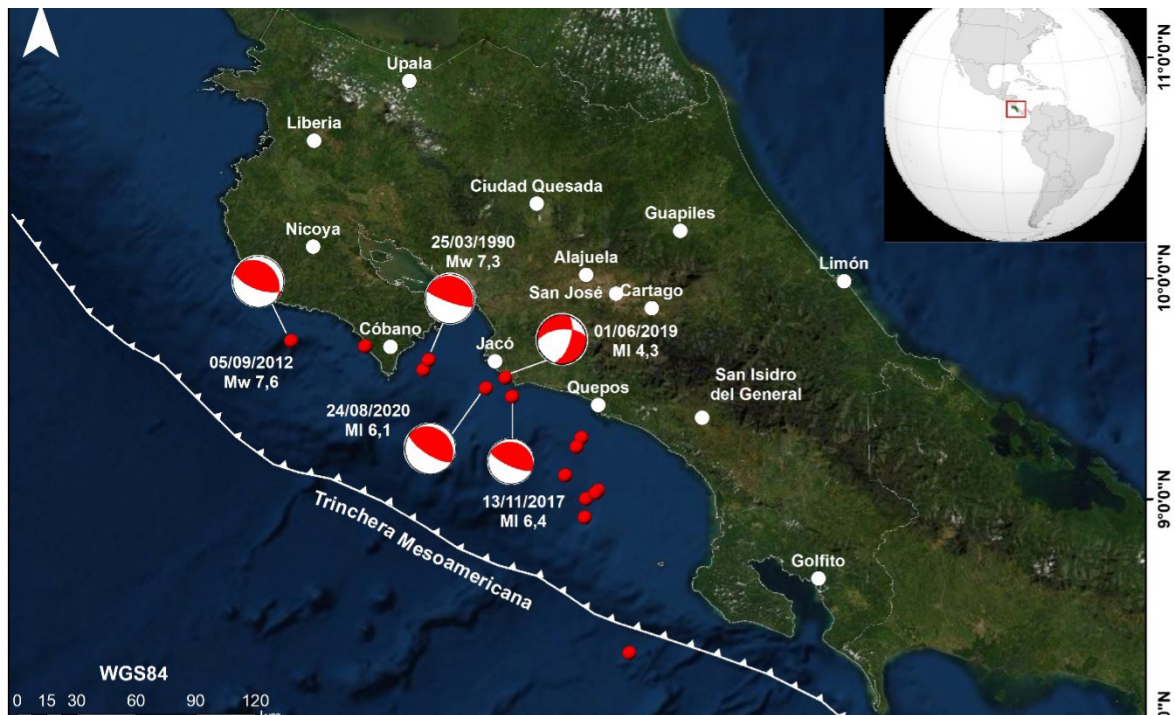 Upala
Liberia
Ciudad Quesada
Guapiles
Nicoya
25/03/1990
Mw 7,3
Alajuela
Limón
San José
Cartago
01/06/2019
Ml 4,3
Cóbano
Jacó
05/09/2012
Mw 7,6
Quepos
San Isidro
del General
24/08/2020
Ml 6,1
13/11/2017
Ml 6,4
Trinchera Mesoamericana
Golfito
WGS84
0 15 30 60 90 120
km
11°0'0"N
10°0'0"N
9°0'0"N